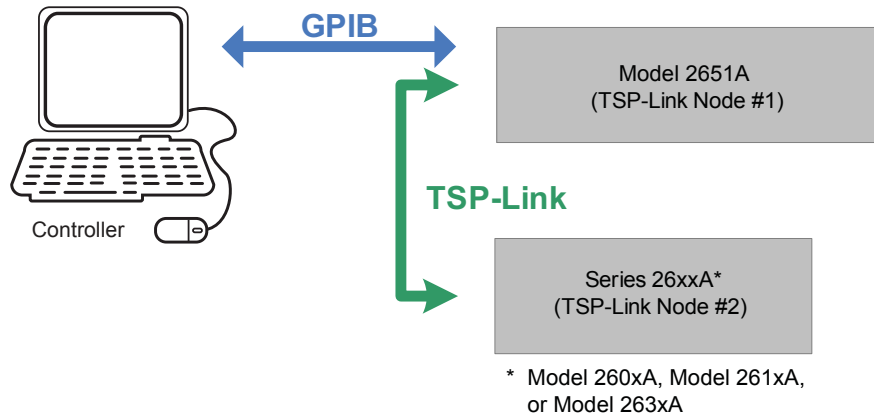 GPIB
Model 2651A
(TSP-Link Node #1)
TSP-Link
Controller
Series 26xxA*
(TSP-Link Node #2)
* Model 260xA, Model 261xA,
or Model 263xA